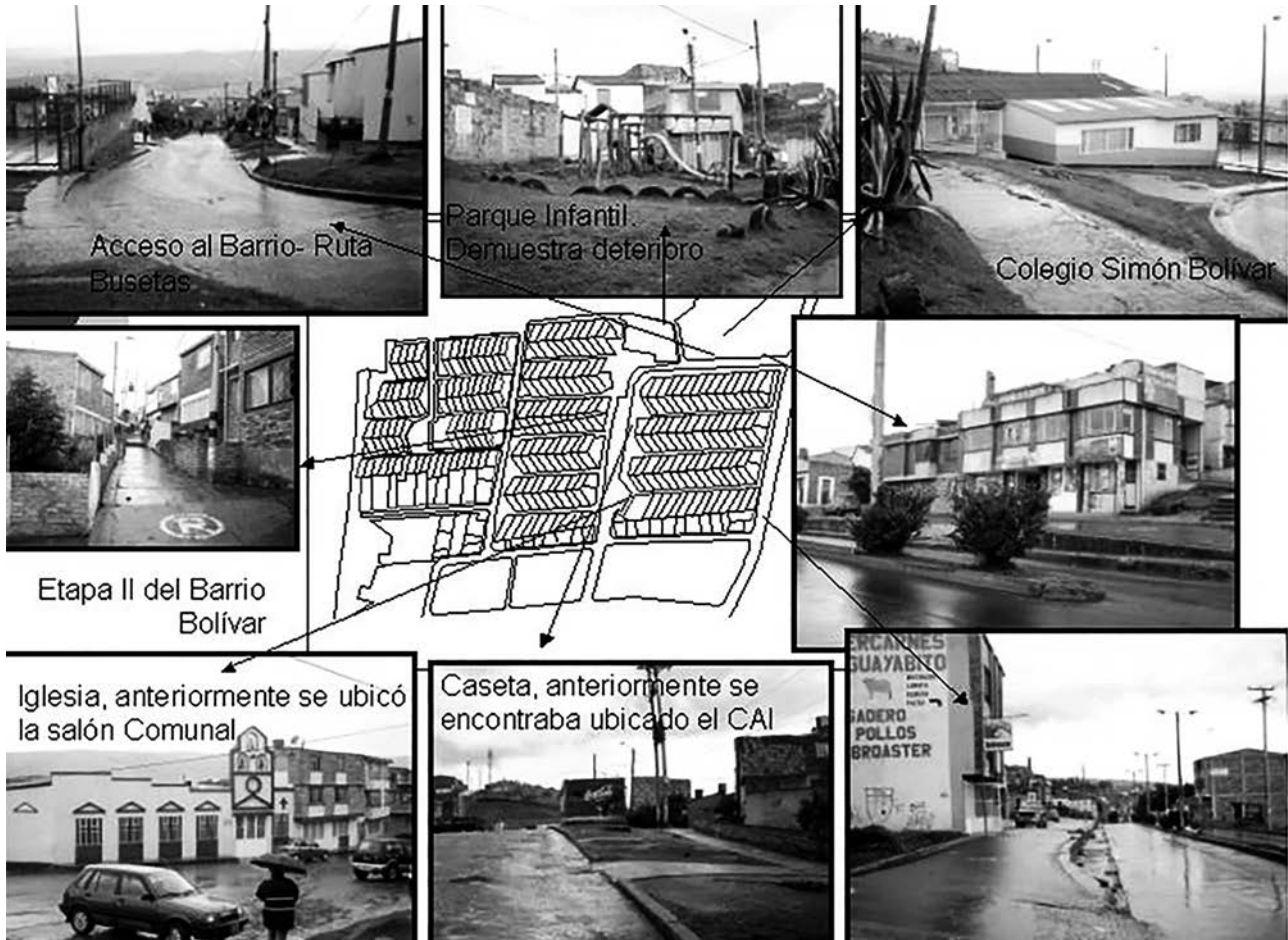 Acceso al Barrio- Ruta
Busetas
Parque Infantil.
Demuestra deterioro
Colegio Simón Bolívar
Etapa II del Barrio
Bolívar
Iglesia, anteriormente se ubicó
la salón Comunal
Caseta, anteriormente se
encontraba ubicado el CAI
ERCARNES
GUAYABITO
SADERO
POLLOS
BROASTER